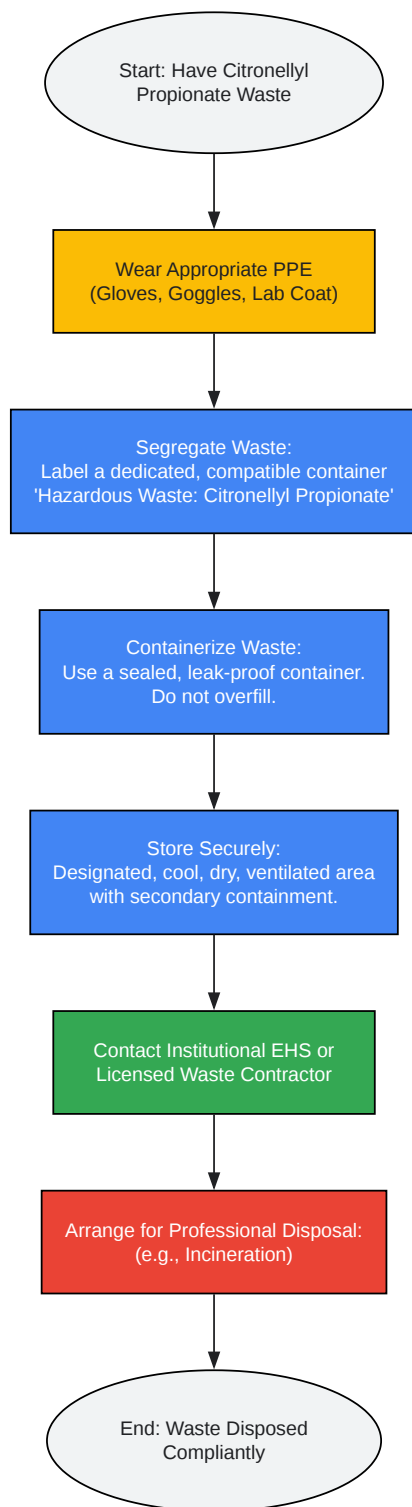 Start: Have Citronellyl
Propionate Waste
Wear Appropriate PPE
(Gloves, Goggles, Lab Coat)
Segregate Waste:
Label a dedicated, compatible container
'Hazardous Waste: Citronellyl Propionate'
Containerize Waste:
Use a sealed, leak-proof container.
Do not overfill.
Store Securely:
Designated, cool, dry, ventilated area
with secondary containment.
Contact Institutional EHS or
Licensed Waste Contractor
Arrange for Professional Disposal:
(e.g., Incineration)
End: Waste Disposed
Compliantly